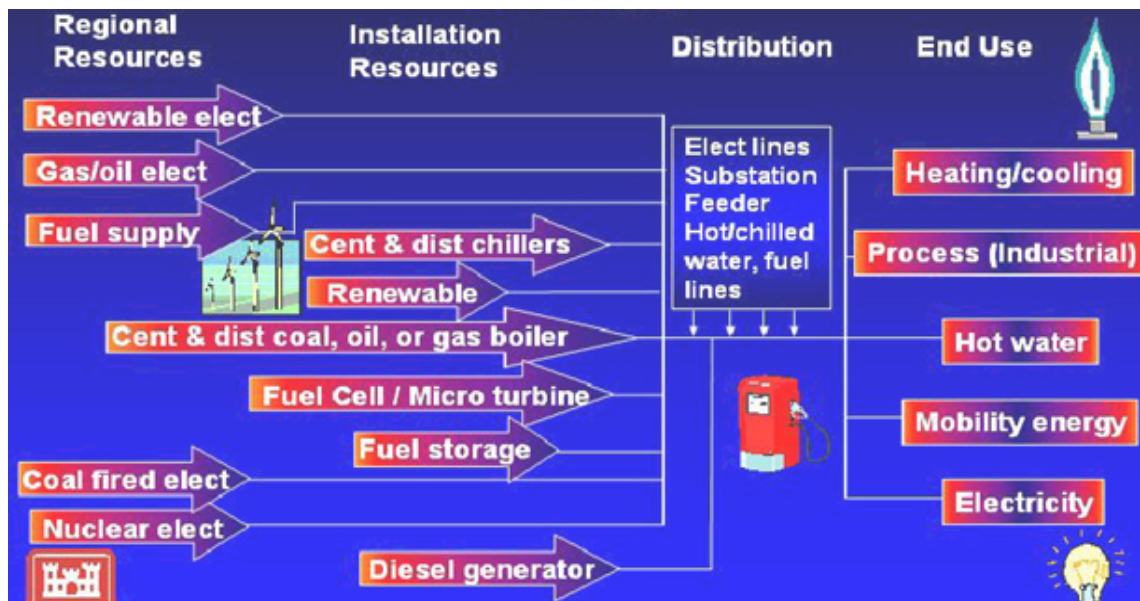 Regional
Resources
Installation
Resources
Distribution
End Use
Renewable elect
Gas/oil elect
Fuel supply
Cent & dist chillers
Renewable
Cent & dist coal, oil, or gas boiler
Fuel Cell / Micro turbine
Fuel storage
Coal fired elect
Nuclear elect
Diesel generator
Elect lines
Substation
Feeder
Hot/chilled
water, fuel
lines
Heating/cooling
Process (Industrial)
Hot water
Mobility energy
Electricity